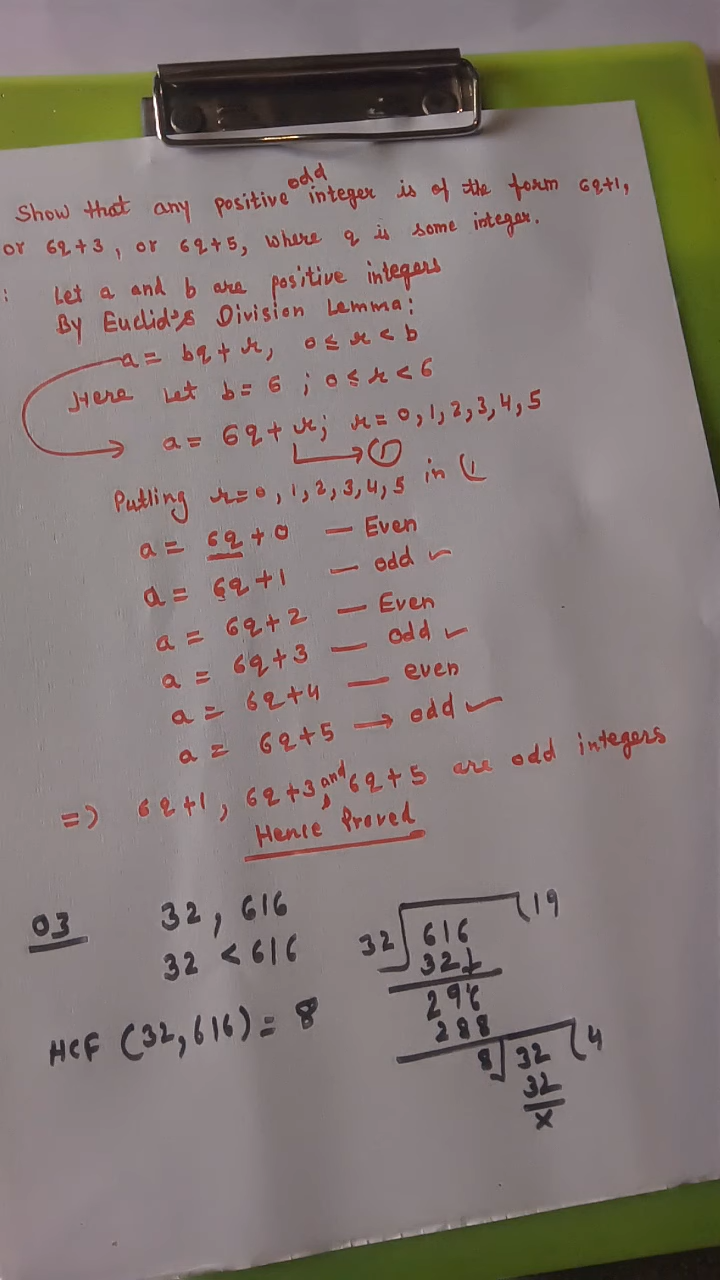 Show that any positive odd integer is of the form 6q+1,
or 6q+3, or 6q+5, where q is some integer.
: Let a and b are positive integers
By Euclid's Division Lemma:
a = bq + r, 0 ≤ r < b
Here Let b = 6 ; 0 ≤ r < 6
a = 6q + r; r = 0, 1, 2, 3, 4, 5
①
Putting r = 0, 1, 2, 3, 4, 5 in (1
a = 6q + 0 — Even
a = 6q + 1 — odd ✓
a = 6q + 2 — Even
a = 6q + 3 — odd ✓
a = 6q + 4 — even
a = 6q + 5 → odd ✓
=> 6q+1, 6q+3, and 6q+5 are odd integers
Hence Proved
03
32, 616
32 < 616
HCF (32, 616) = 8
32 616 19
32↓
296
288
8 32 4
32
x